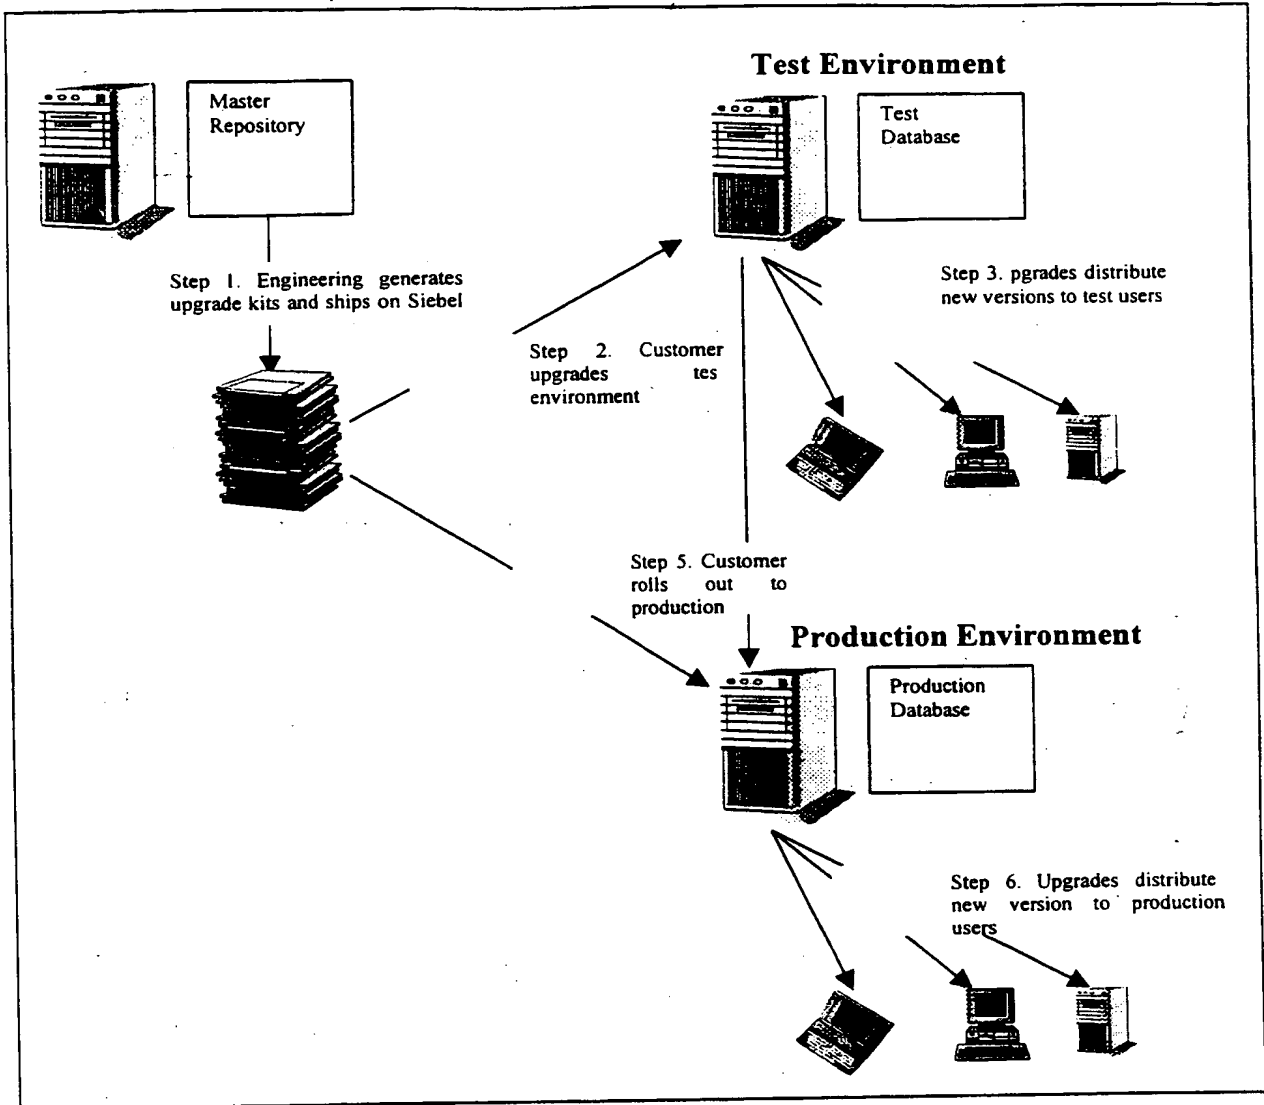 Test Environment
Master
Repository
Test
Database
Step 1. Engineering generates
upgrade kits and ships on Siebel
Step 3. pgrades distribute
new versions to test users
Step 2. Customer
upgrades tes
environment
Step 5. Customer
rolls out to
production
Production Environment
Production
Database
Step 6. Upgrades distribute
new version to production
users